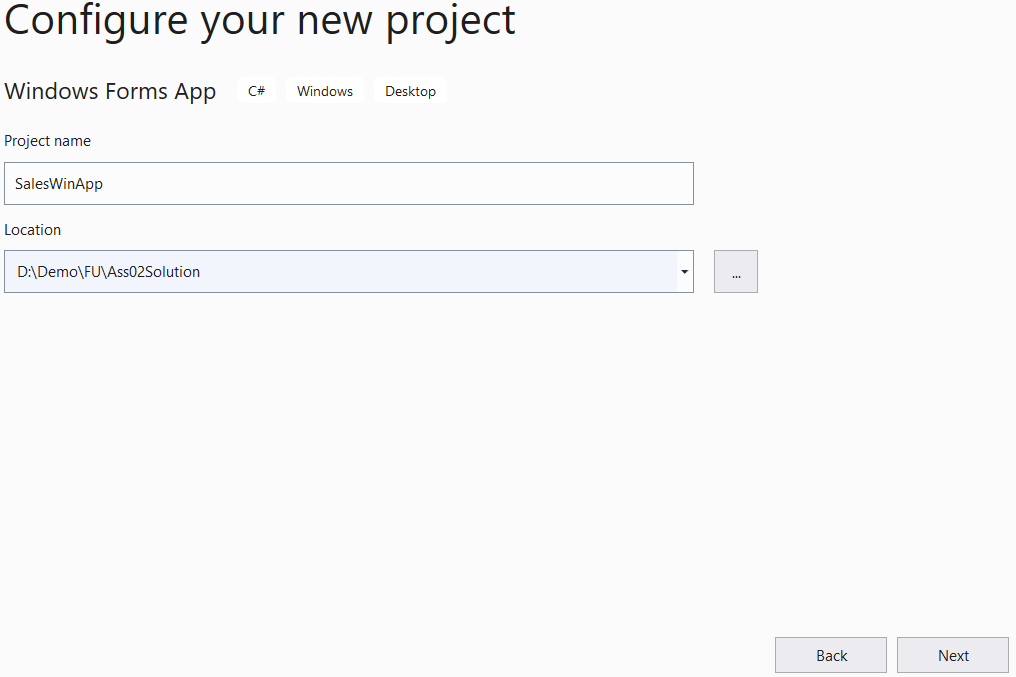 Configure your new project
Windows Forms App C# Windows Desktop
Project name
SalesWinApp
Location
D:\Demo\FU\Ass02Solution ...
Back Next